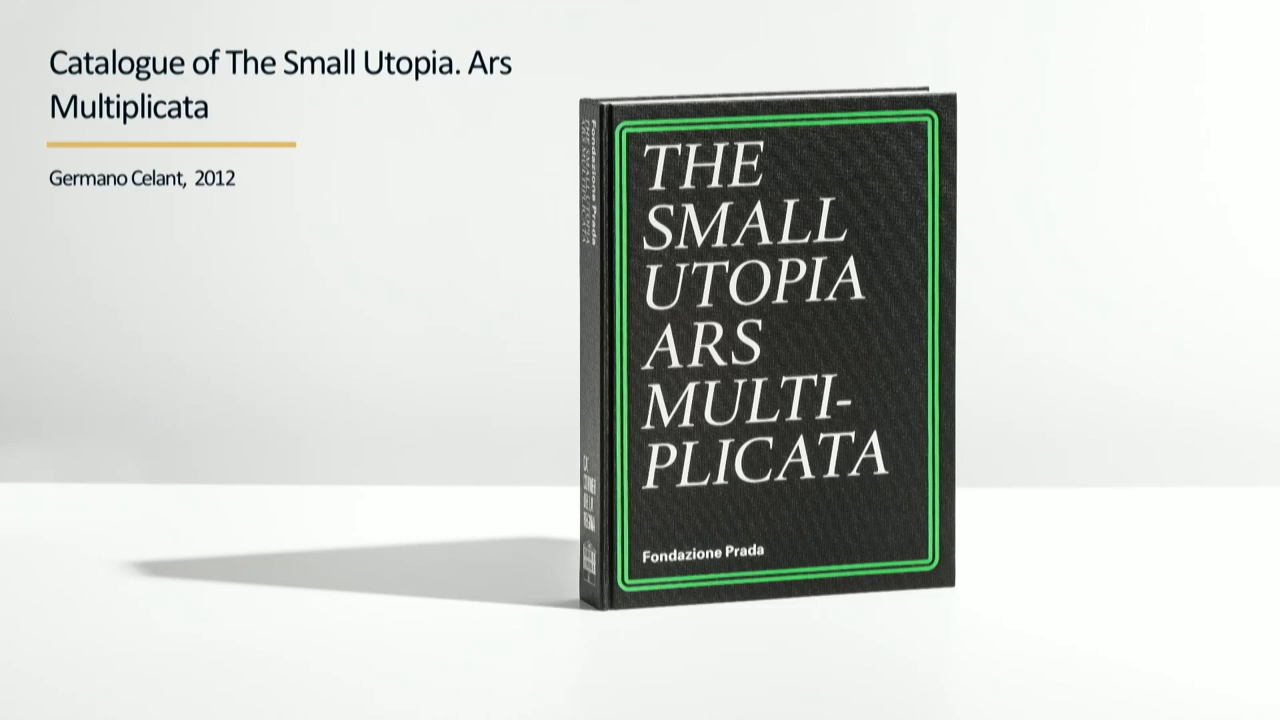 Catalogue of The Small Utopia. Ars
Multiplicata
Germano Celant, 2012
THE
SMALL
UTOPIA
ARS
MULTI-
PLICATA
Fondazione Prada
Fondazione Prada